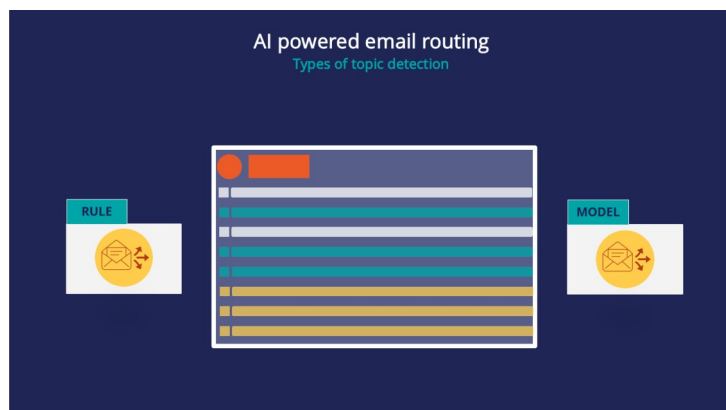 AI powered email routing
Types of topic detection
RULE
MODEL